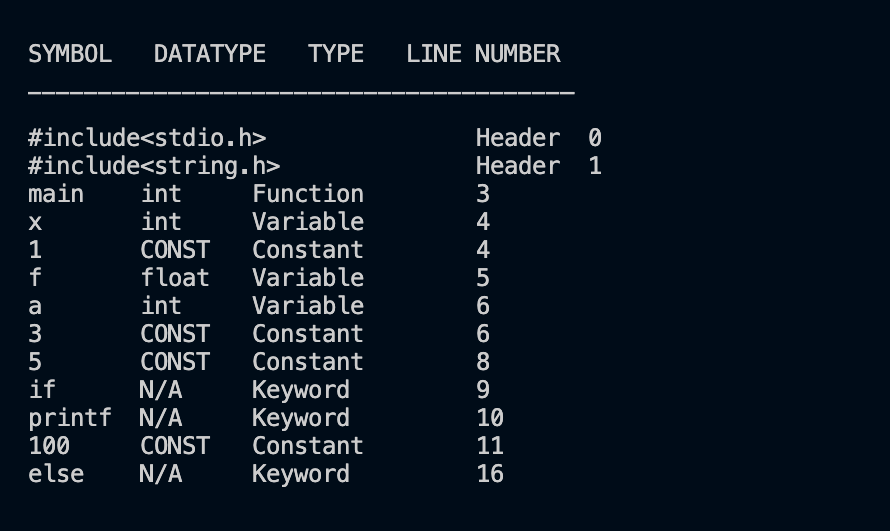 SYMBOL   DATATYPE   TYPE   LINE NUMBER
_______________________________________
#include<stdio.h>               Header  0
#include<string.h>              Header  1
main    int     Function        3
x       int     Variable        4
1       CONST   Constant        4
f       float   Variable        5
a       int     Variable        6
3       CONST   Constant        6
5       CONST   Constant        8
if      N/A     Keyword         9
printf  N/A     Keyword         10
100     CONST   Constant        11
else    N/A     Keyword         16